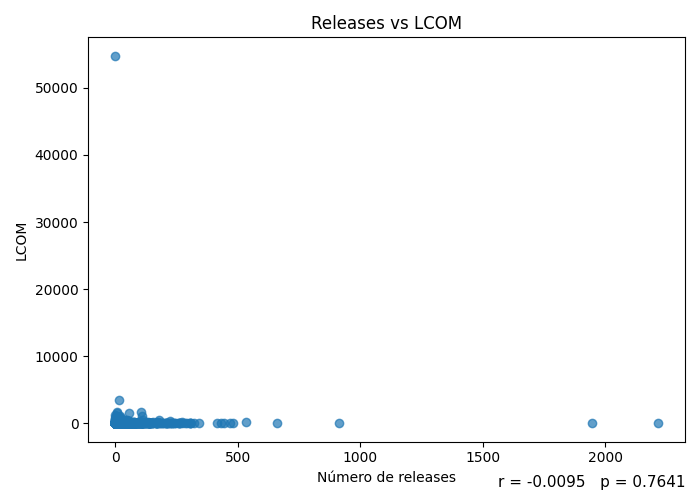 Releases vs LCOM
50000
40000
30000
20000
10000
0
LCOM
0 500 1000 1500 2000
Número de releases
r = -0.0095 p = 0.7641